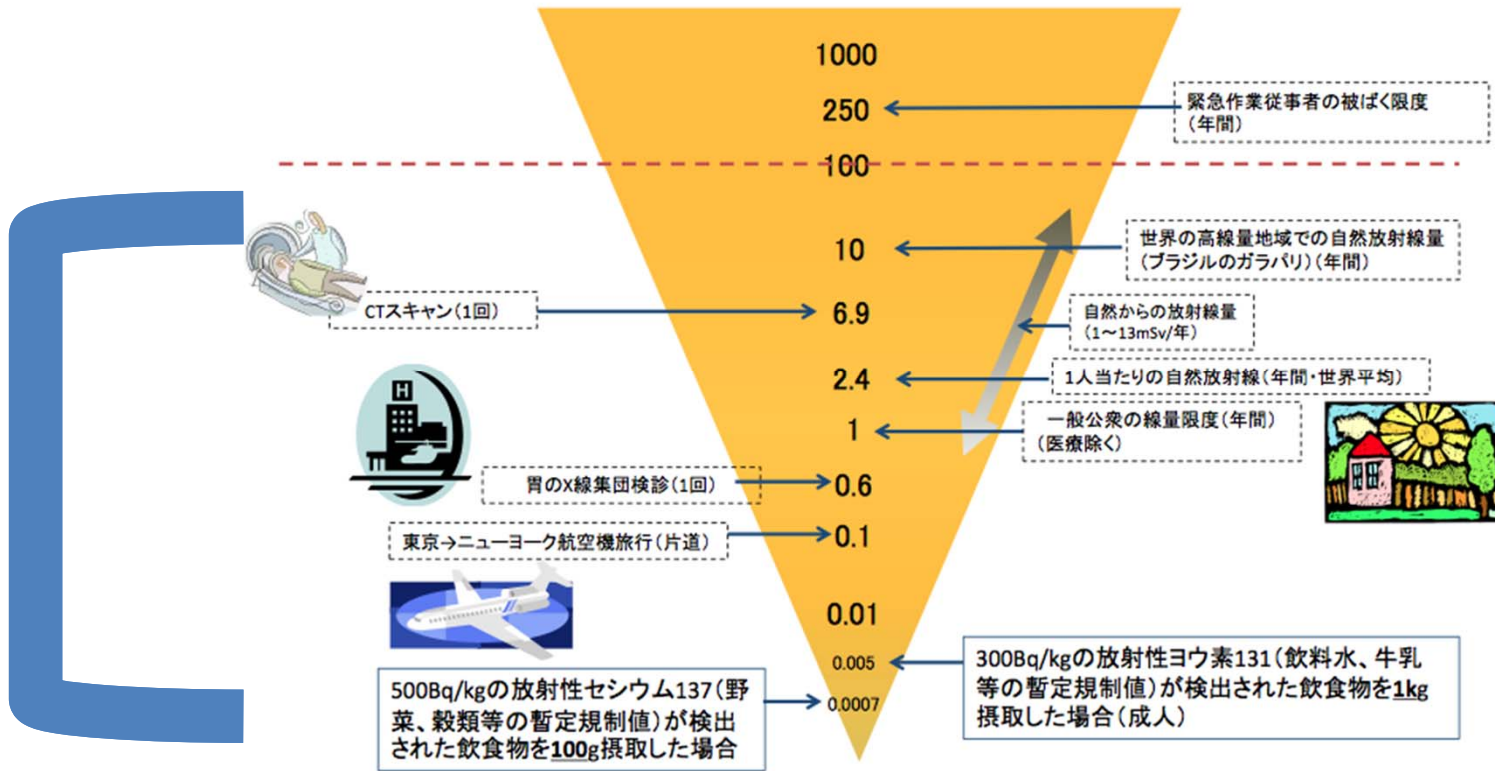 1000
250
緊急作業従事者の被ばく限度
(年間)
100
10
世界の高線量地域での自然放射線量
(ブラジルのガラパリ)(年間)
CTスキャン(1回)
6.9
自然からの放射線量
(1〜13mSv/年)
2.4
1人当たりの自然放射線(年間・世界平均)
1
一般公衆の線量限度(年間)
(医療除く)
H
胃のX線集団検診(1回)
0.6
東京→ニューヨーク航空機旅行(片道)
0.1
0.01
0.005
300Bq/kgの放射性ヨウ素131(飲料水、牛乳
等の暫定規制値)が検出された飲食物を1kg
摂取した場合(成人)
500Bq/kgの放射性セシウム137(野
菜、穀類等の暫定規制値)が検出
された飲食物を100g摂取した場合
0.0007